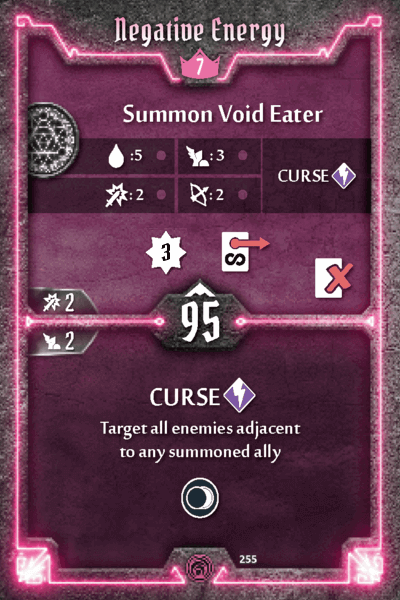 Negative Energy
7
Summon Void Eater
:5 :3
:2 :2
CURSE
3
8
2
95
2
CURSE
Target all enemies adjacent
to any summoned ally
255